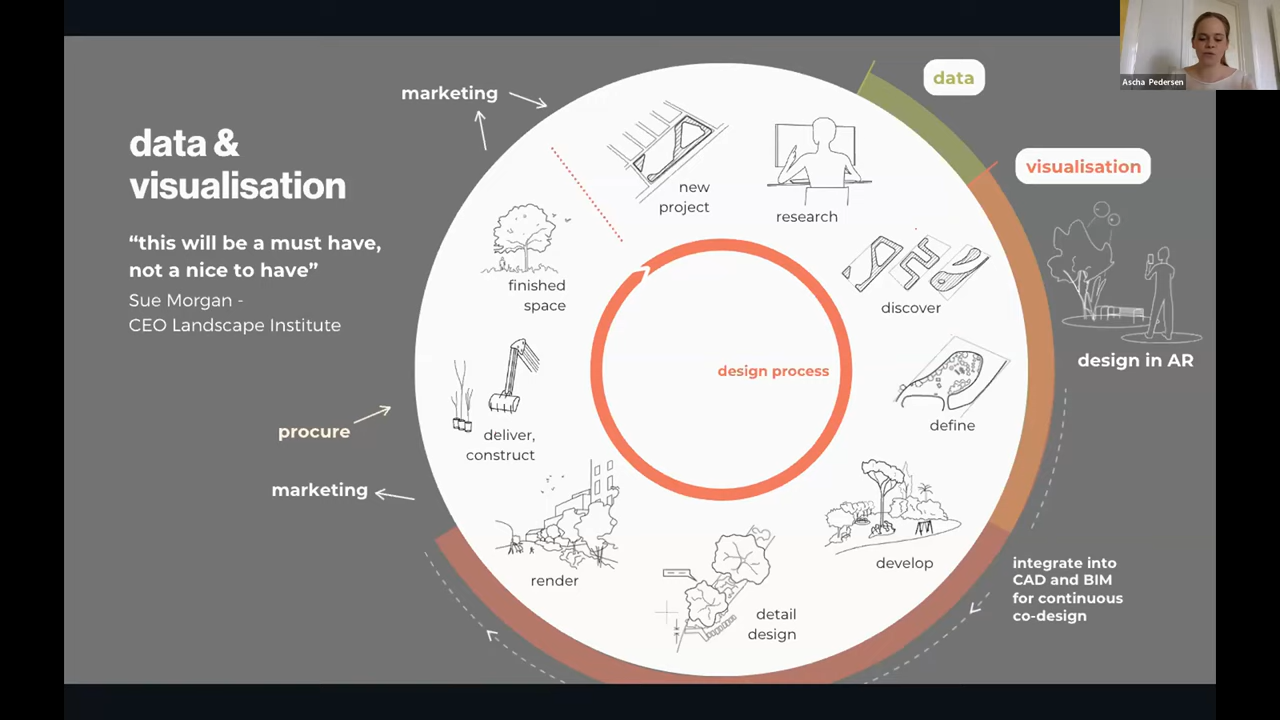 data &
visualisation
“this will be a must have,
not a nice to have”
Sue Morgan -
CEO Landscape Institute
marketing
procure
marketing
new
project
research
discover
define
develop
detail
design
render
deliver,
construct
finished
space
design process
data
visualisation
design in AR
integrate into
CAD and BIM
for continuous
co-design
Ascha Pedersen